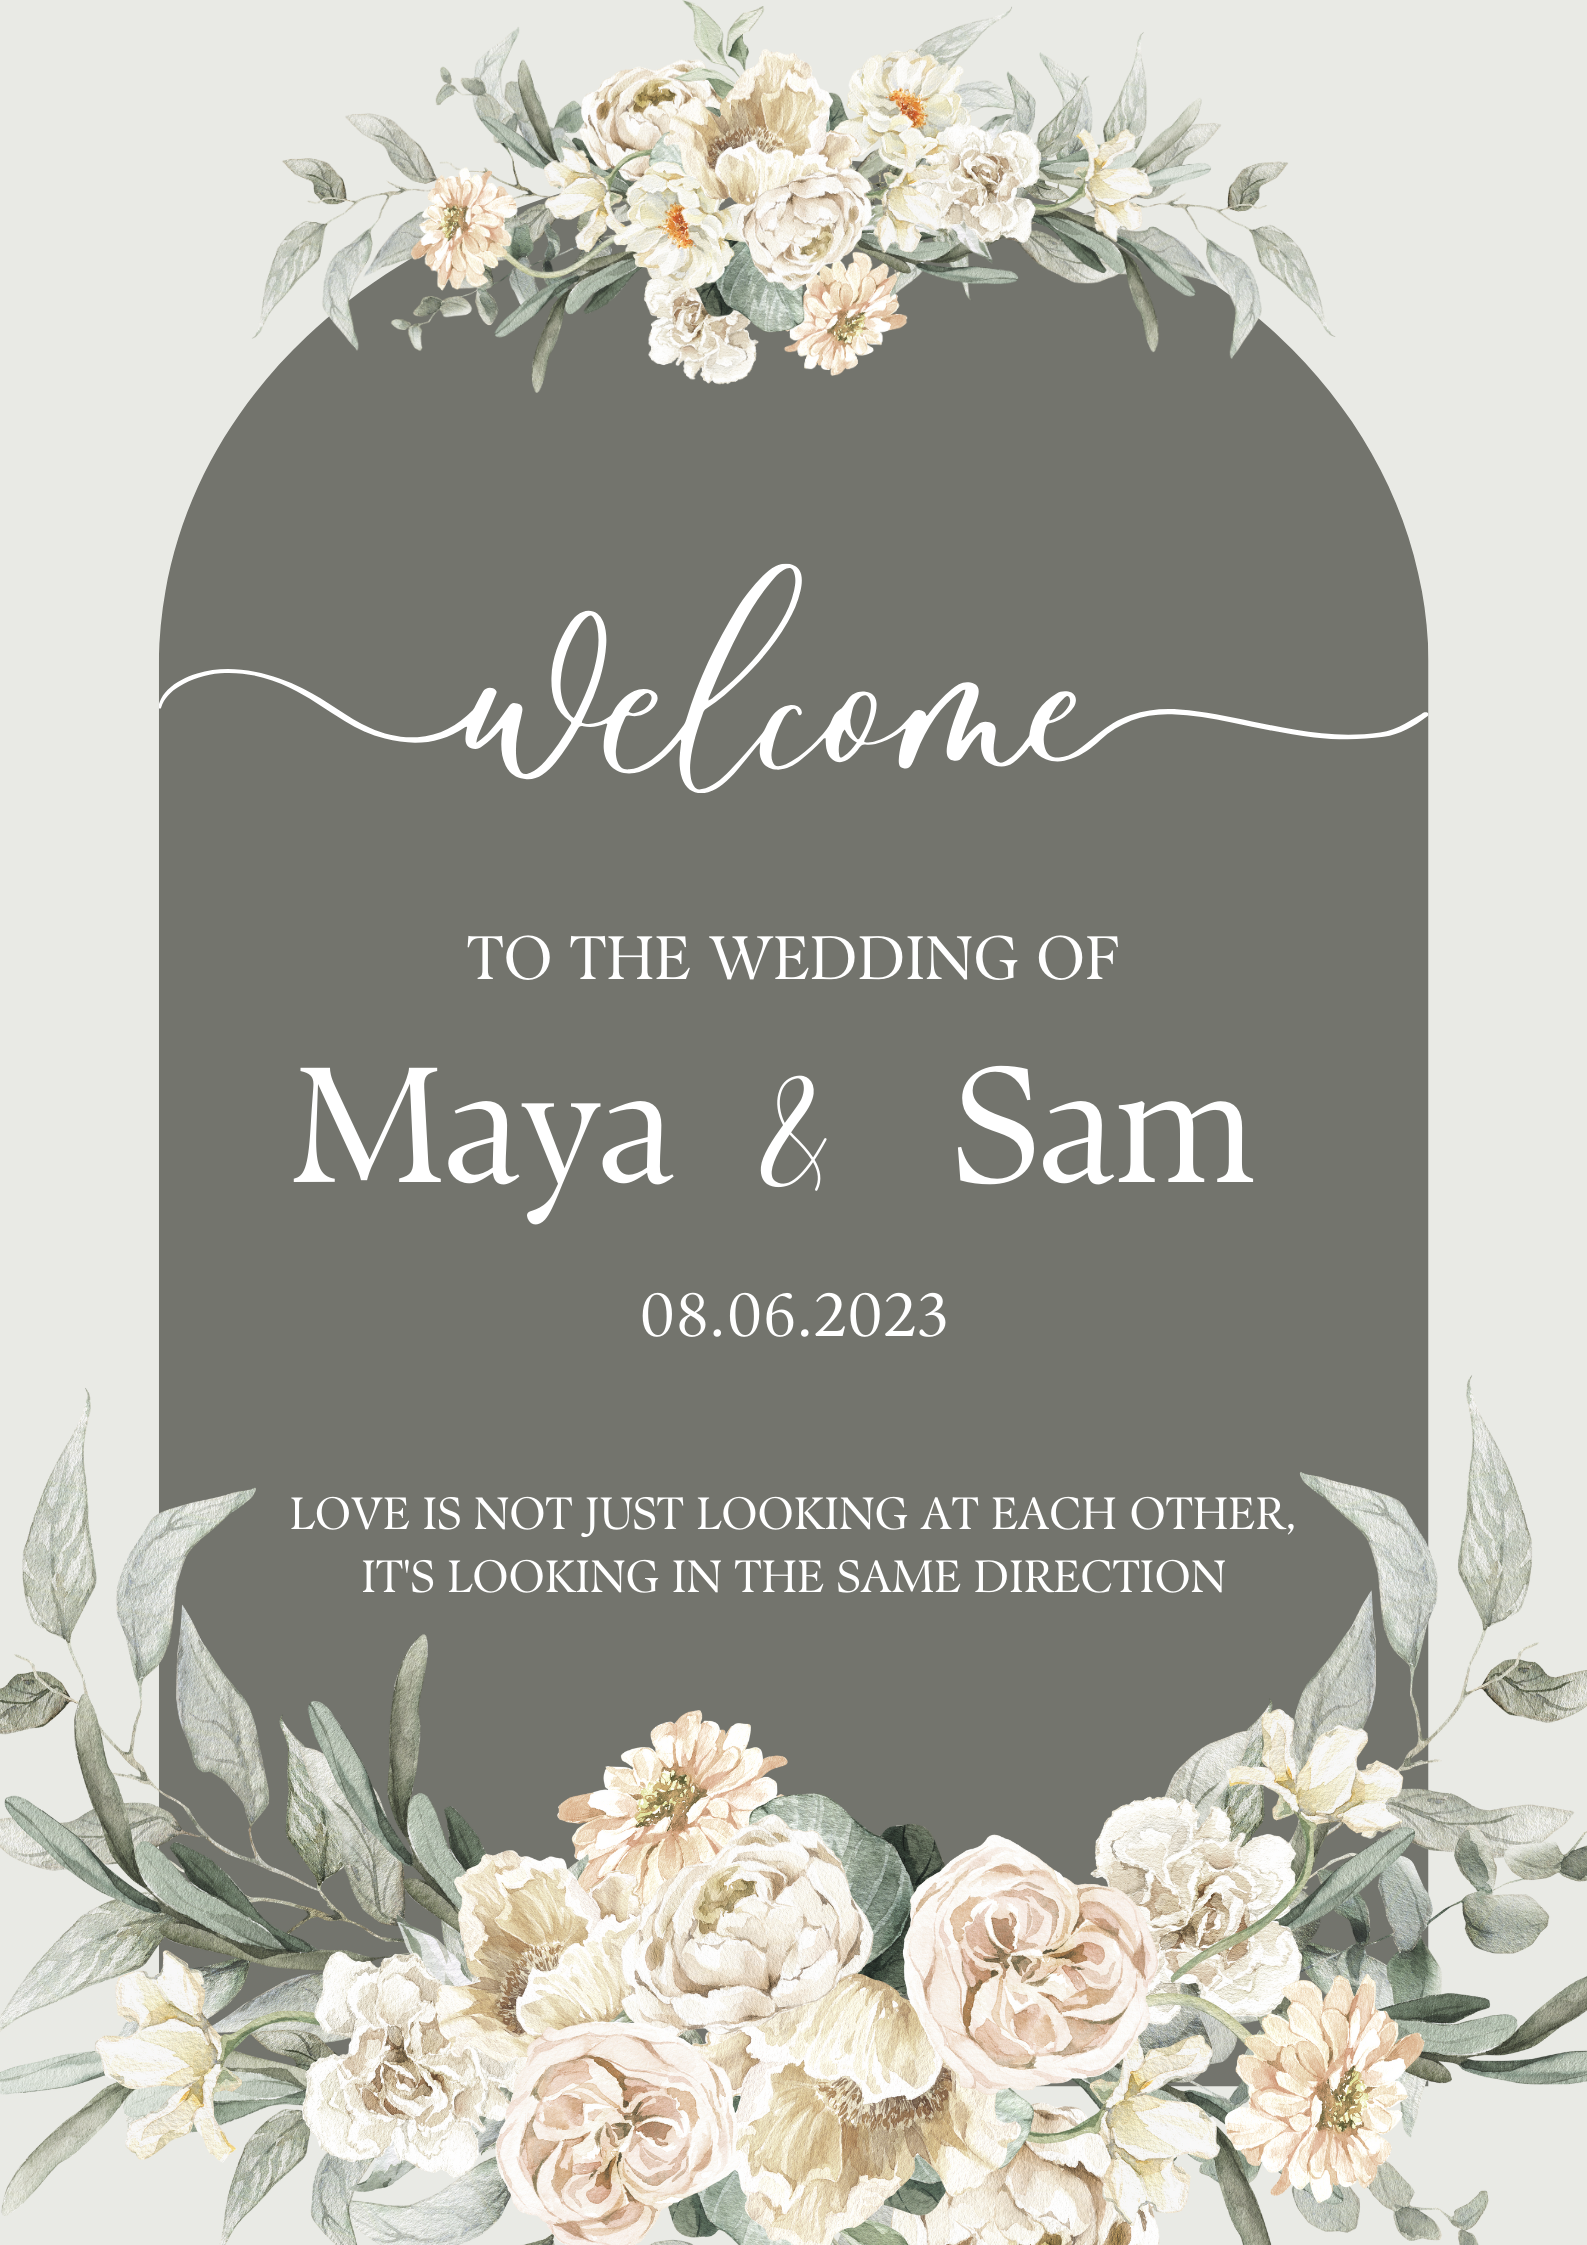 welcome
TO THE WEDDING OF
Maya & Sam
08.06.2023
LOVE IS NOT JUST LOOKING AT EACH OTHER,
IT'S LOOKING IN THE SAME DIRECTION